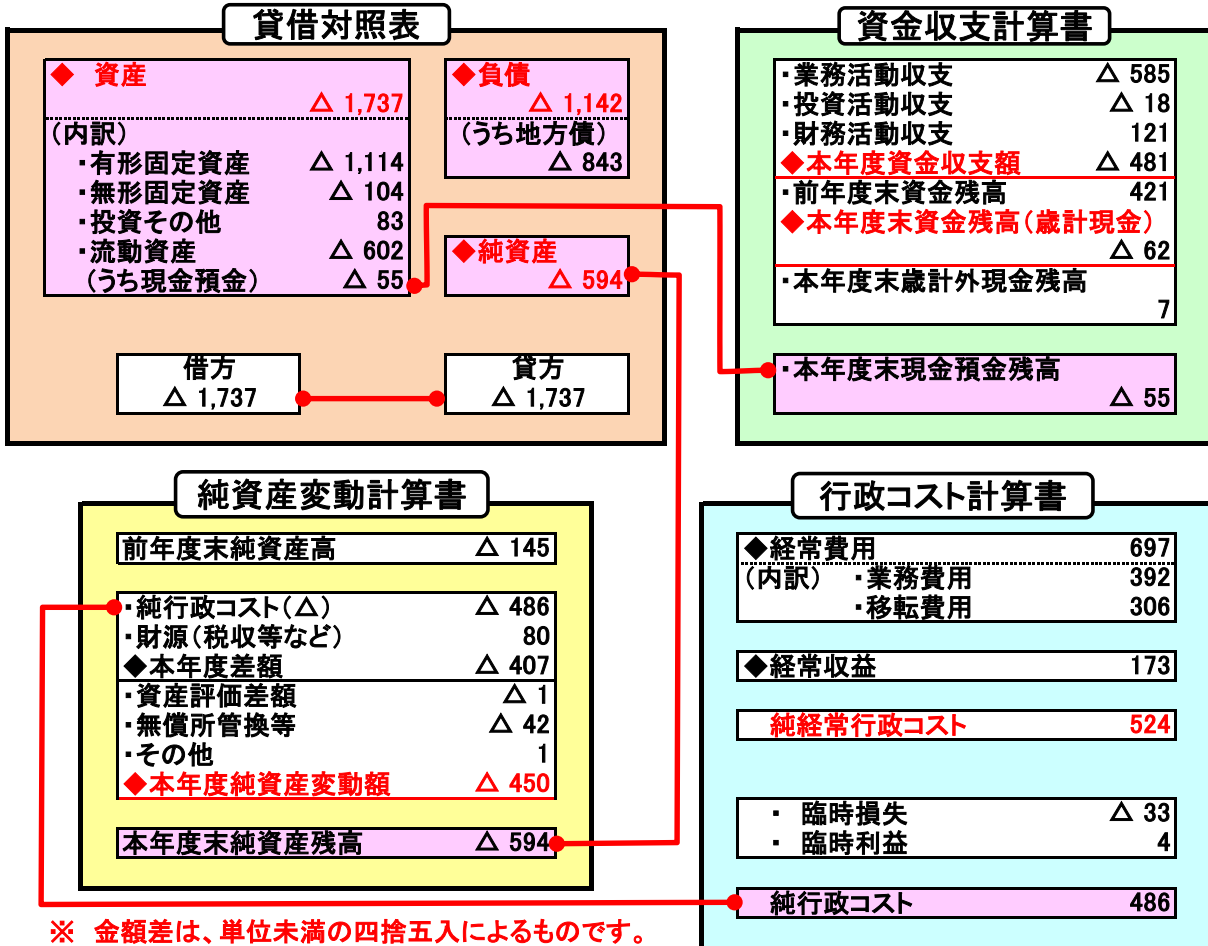 貸借対照表
◆ 資産
△ 1,737
(内訳)
・有形固定資産 △ 1,114
・無形固定資産 △ 104
・投資その他 83
・流動資産 △ 602
(うち現金預金) △ 55
◆負債
△ 1,142
(うち地方債)
△ 843
◆純資産
△ 594
借方
△ 1,737
貸方
△ 1,737
資金収支計算書
・業務活動収支 △ 585
・投資活動収支 △ 18
・財務活動収支 121
◆本年度資金収支額 △ 481
・前年度末資金残高 421
◆本年度末資金残高(歳計現金)
△ 62
・本年度末歳計外現金残高
7
・本年度末現金預金残高
△ 55
純資産変動計算書
前年度末純資産高 △ 145
・純行政コスト(△) △ 486
・財源(税収等など) 80
◆本年度差額 △ 407
・資産評価差額 △ 1
・無償所管換等 △ 42
・その他 1
◆本年度純資産変動額 △ 450
本年度末純資産残高 △ 594
※ 金額差は、単位未満の四捨五入によるものです。
行政コスト計算書
◆経常費用 697
(内訳) ・業務費用 392
・移転費用 306
◆経常収益 173
純経常行政コスト 524
・ 臨時損失 △ 33
・ 臨時利益 4
純行政コスト 486